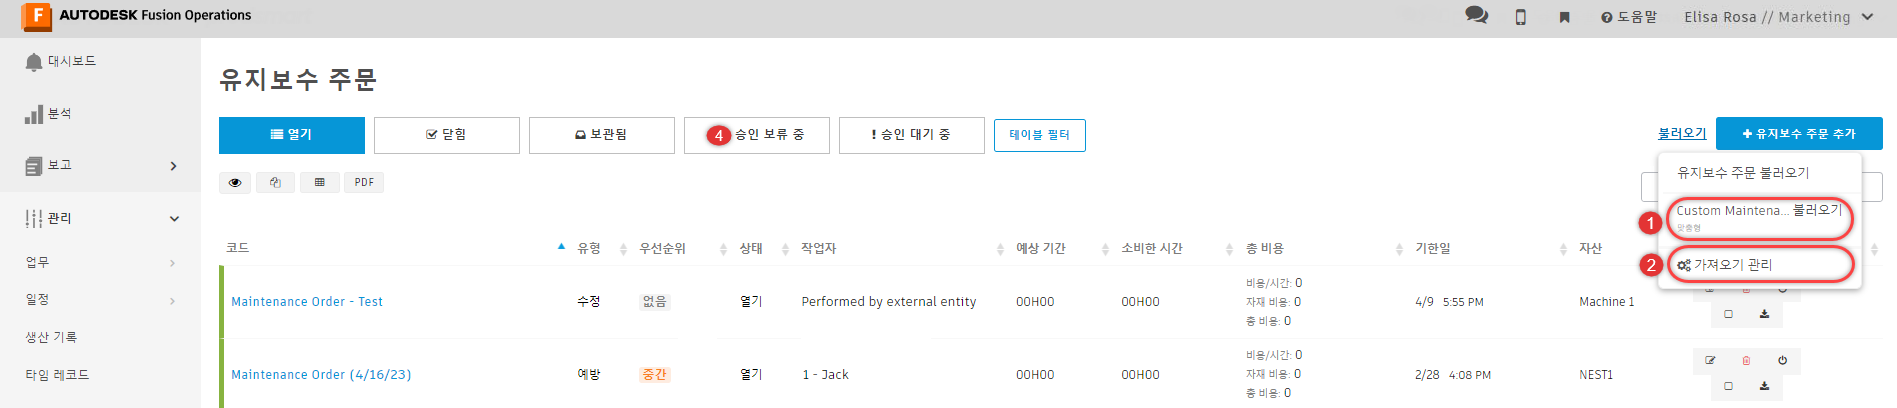 F AUTODESK Fusion Operations
도움말
Elisa Rosa // Marketing
대시보드
분석
보고
관리
업무
일정
생산 기록
타임 레코드
유지보수 주문
열기
닫힘
보관됨
4 승인 보류 중
! 승인 대기 중
테이블 필터
불러오기
+ 유지보수 주문 추가
PDF
유지보수 주문 불러오기
1 Custom Maintena... 불러오기
맞춤형
2 가져오기 관리
코드 유형 우선순위 상태 작업자 예상 기간 소비한 시간 총 비용 기한일 자산
Maintenance Order - Test 수정 없음 열기 Performed by external entity 00H00 00H00
비용/시간: 0
자재 비용: 0
총 비용: 0
4/9 5:55 PM Machine 1
Maintenance Order (4/16/23) 예방 중간 열기 1 - Jack 00H00 00H00
비용/시간: 0
자재 비용: 0
총 비용: 0
2/28 4:08 PM NEST1